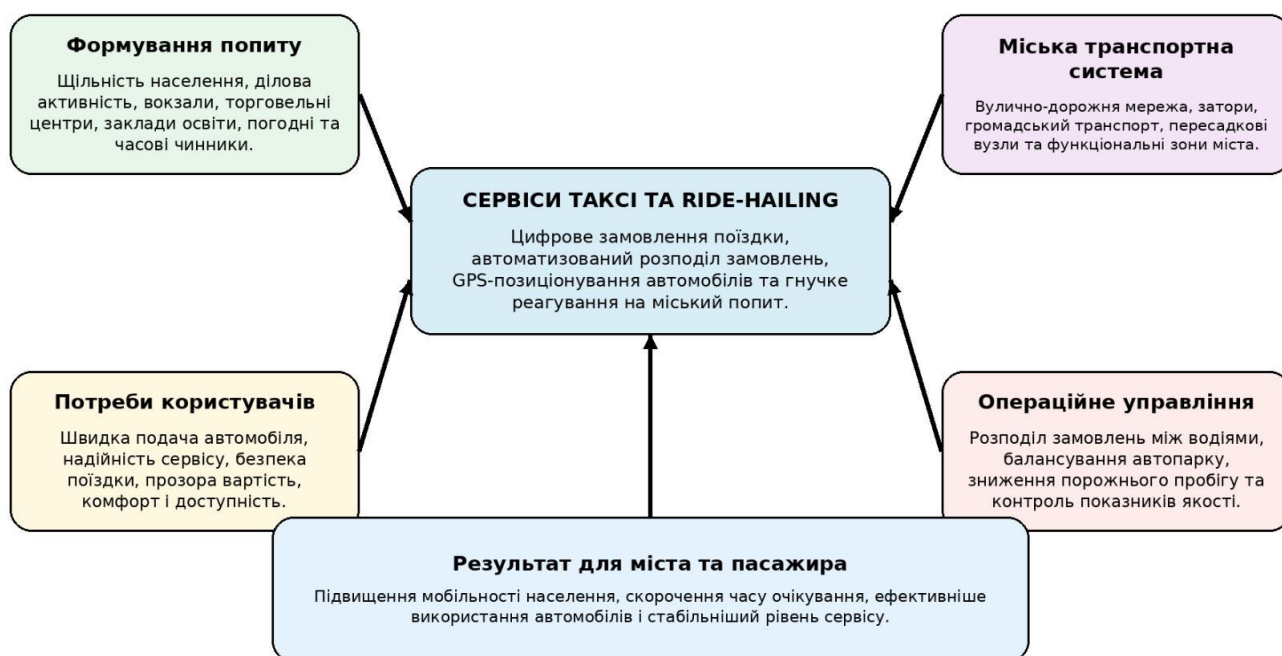 Формування попиту
Щільність населення, ділова
активність, вокзали, торговельні
центри, заклади освіти, погодні та
часові чинники.
Міська транспортна
система
Вулично-дорожня мережа, затори,
громадський транспорт, пересадкові
вузли та функціональні зони міста.
СЕРВІСИ ТАКСІ ТА RIDE-HAILING
Цифрове замовлення поїздки,
автоматизований розподіл замовлень,
GPS-позиціонування автомобілів та гнучке
реагування на міський попит.
Потреби користувачів
Швидка подача автомобіля,
надійність сервісу, безпека
поїздки, прозора вартість,
комфорт і доступність.
Операційне управління
Розподіл замовлень між водіями,
балансування автопарку,
зниження порожнього пробігу та
контроль показників якості.
Результат для міста та пасажира
Підвищення мобільності населення, скорочення часу очікування, ефективніше
використання автомобілів і стабільніший рівень сервісу.